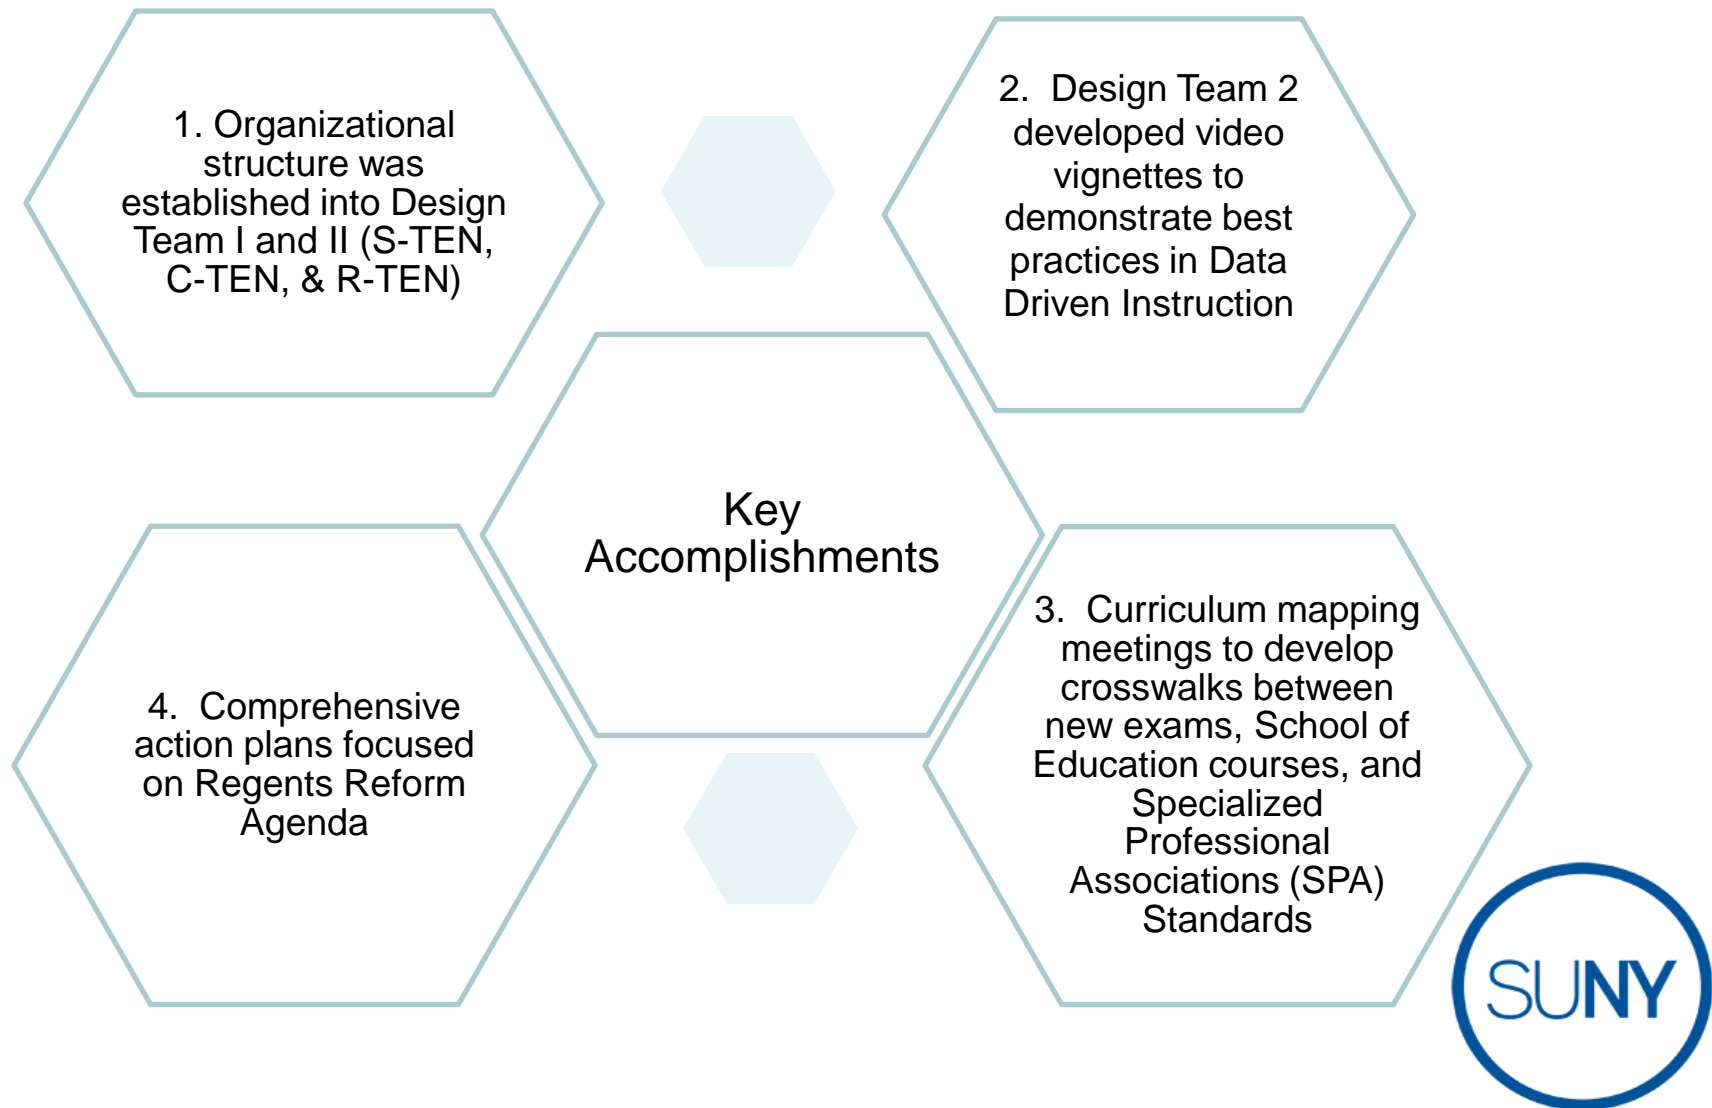 1. Organizational
structure was
established into Design
Team I and II (S-TEN,
C-TEN, & R-TEN)
2.  Design Team 2
developed video
vignettes to
demonstrate best
practices in Data
Driven Instruction
Key
Accomplishments
3.  Curriculum mapping
meetings to develop
crosswalks between
new exams, School of
Education courses, and
Specialized
Professional
Associations (SPA)
Standards
4.  Comprehensive
action plans focused
on Regents Reform
Agenda
SUNY